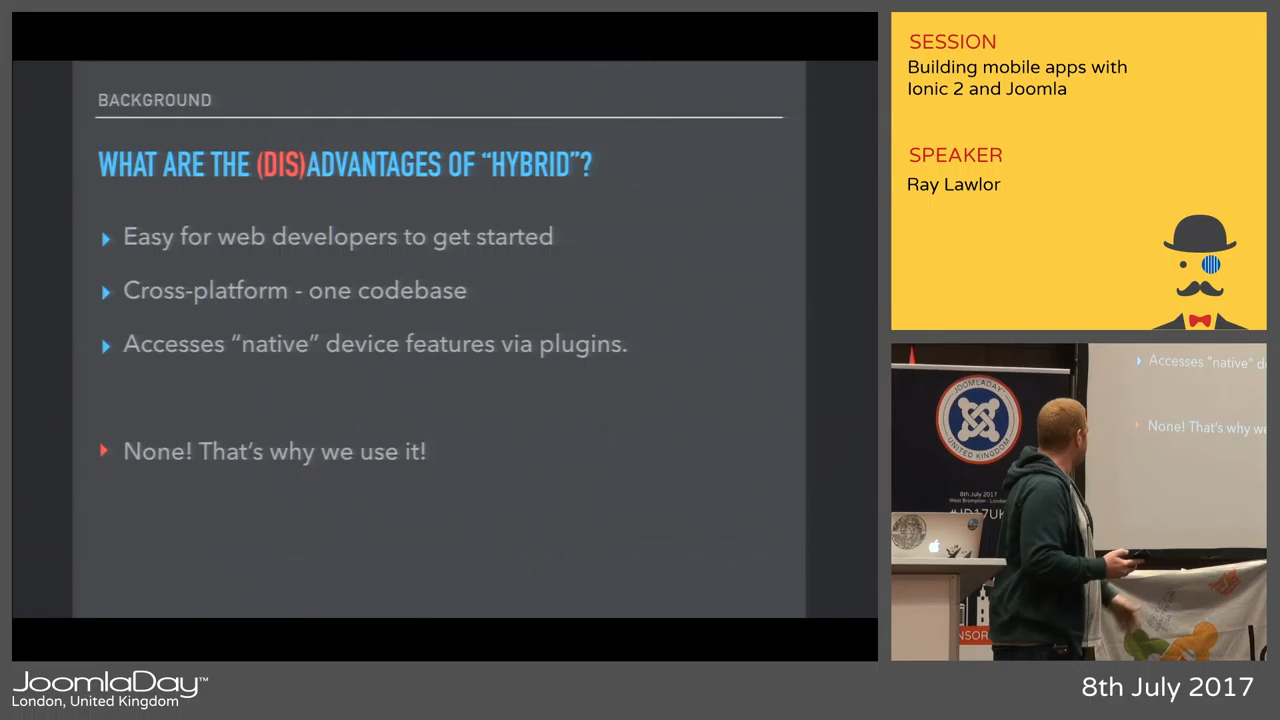 BACKGROUND
WHAT ARE THE (DIS)ADVANTAGES OF “HYBRID”?
Easy for web developers to get started
Cross-platform - one codebase
Accesses “native” device features via plugins.
None! That’s why we use it!
SESSION
Building mobile apps with
Ionic 2 and Joomla
SPEAKER
Ray Lawlor
JOOMLADAY
UNITED KINGDOM
8th July 2017
West Brompton - London
#JD17UK
NSOR
Accesses “native” d
None! That’s why we
JoomlaDay™
London, United Kingdom
8th July 2017